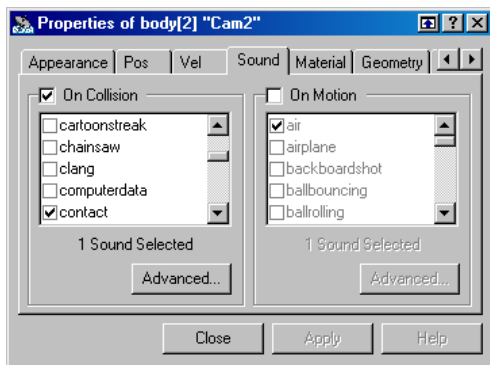 Properties of body[2] "Cam2"
Appearance Pos Vel Sound Material Geometry
On Collision
cartoonstreak
chainsaw
clang
computerdata
contact
1 Sound Selected
Advanced...
On Motion
air
airplane
backboardshot
ballbouncing
ballrolling
1 Sound Selected
Advanced...
Close Apply Help